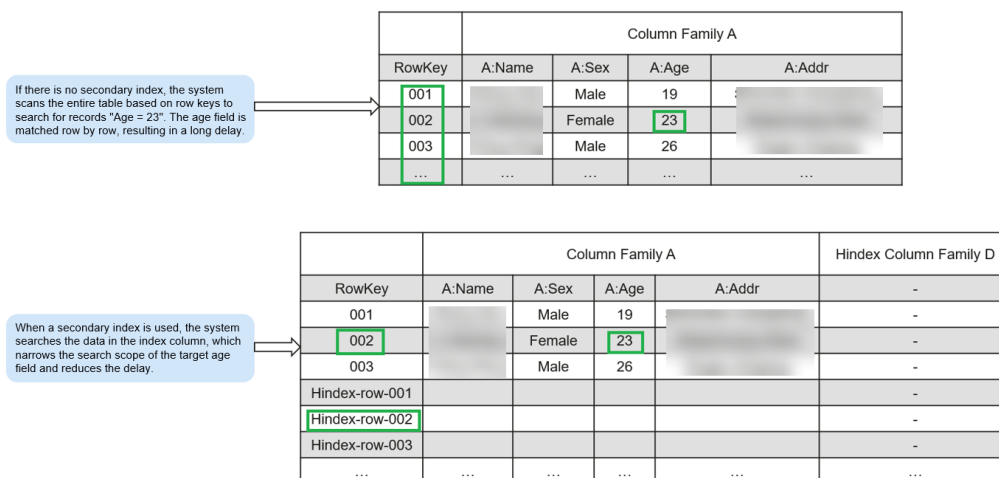 Column Family A
RowKey A:Name A:Sex A:Age A:Addr
If there is no secondary index, the system
scans the entire table based on row keys to
search for records "Age = 23". The age field is
matched row by row, resulting in a long delay.
001 Male 19
002 Female 23
003 Male 26
... ... ... ... ...
Column Family A Hindex Column Family D
RowKey A:Name A:Sex A:Age A:Addr -
When a secondary index is used, the system
searches the data in the index column, which
narrows the search scope of the target age
field and reduces the delay.
001 Male 19 -
002 Female 23 -
003 Male 26 -
Hindex-row-001 -
Hindex-row-002 -
Hindex-row-003 -
... ... ... ... ... ...